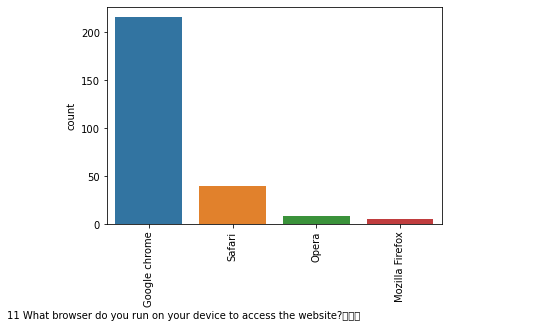 200
150
100
50
0
count
Google chrome
Safari
Opera
Mozilla Firefox
11 What browser do you run on your device to access the website?